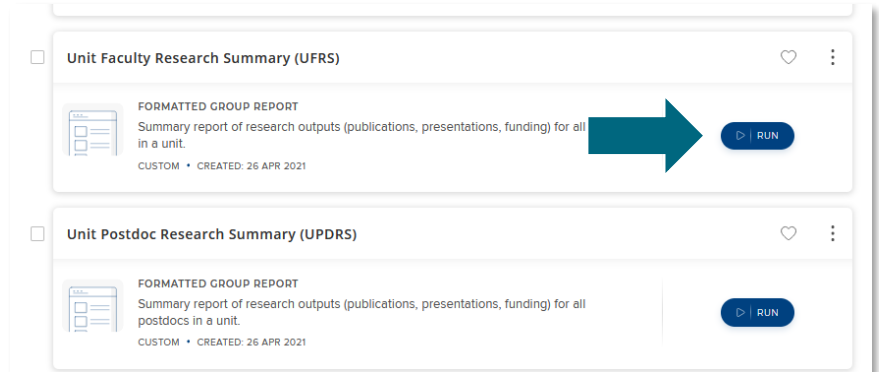 Unit Faculty Research Summary (UFRS)
FORMATTED GROUP REPORT
Summary report of research outputs (publications, presentations, funding) for all
in a unit.
CUSTOM • CREATED: 26 APR 2021
RUN
Unit Postdoc Research Summary (UPDRS)
FORMATTED GROUP REPORT
Summary report of research outputs (publications, presentations, funding) for all
postdocs in a unit.
CUSTOM • CREATED: 26 APR 2021
RUN